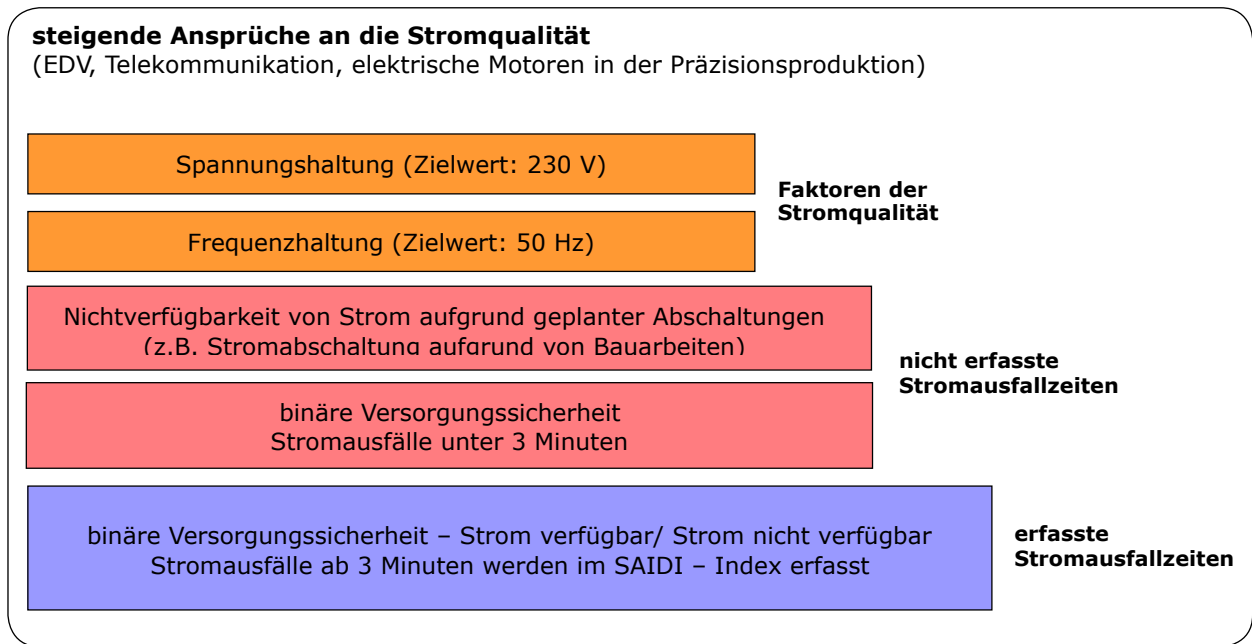 steigende Ansprüche an die Stromqualität
(EDV, Telekommunikation, elektrische Motoren in der Präzisionsproduktion)
Spannungshaltung (Zielwert: 230 V)
Frequenzhaltung (Zielwert: 50 Hz)
Faktoren der
Stromqualität
Nichtverfügbarkeit von Strom aufgrund geplanter Abschaltungen
(z.B. Stromabschaltung aufgrund von Bauarbeiten)
binäre Versorgungssicherheit
Stromausfälle unter 3 Minuten
nicht erfasste
Stromausfallzeiten
binäre Versorgungssicherheit – Strom verfügbar/ Strom nicht verfügbar
Stromausfälle ab 3 Minuten werden im SAIDI – Index erfasst
erfasste
Stromausfallzeiten